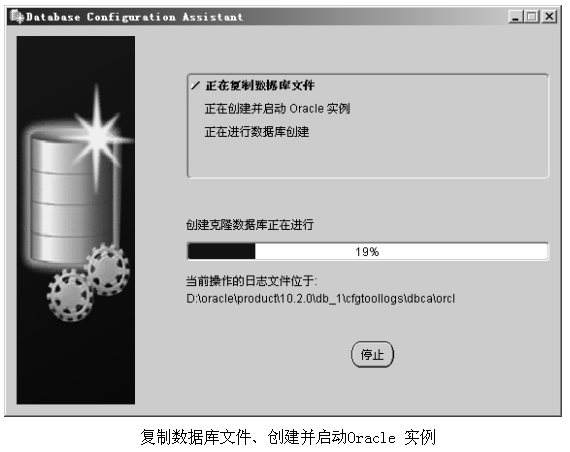 Database Configuration Assistant
正在复制数据库文件
正在创建并启动 Oracle 实例
正在进行数据库创建
创建克隆数据库正在进行
19%
当前操作的日志文件位于:
D:\oracle\product\10.2.0\db_1\cfgtoollogs\dbca\orcl
停止
复制数据库文件、创建并启动Oracle 实例